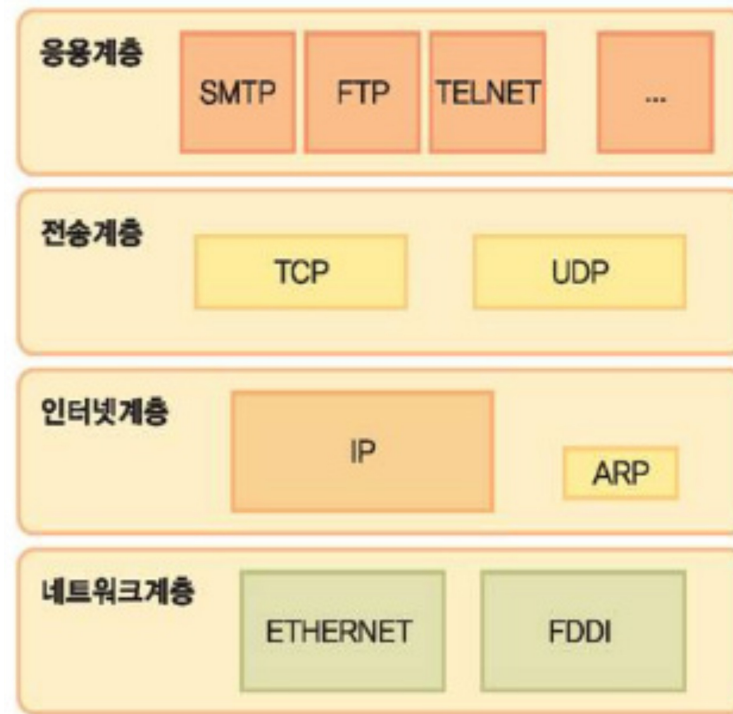 응용계층
SMTP FTP TELNET ...
전송계층
TCP UDP
인터넷계층
IP ARP
네트워크계층
ETHERNET FDDI